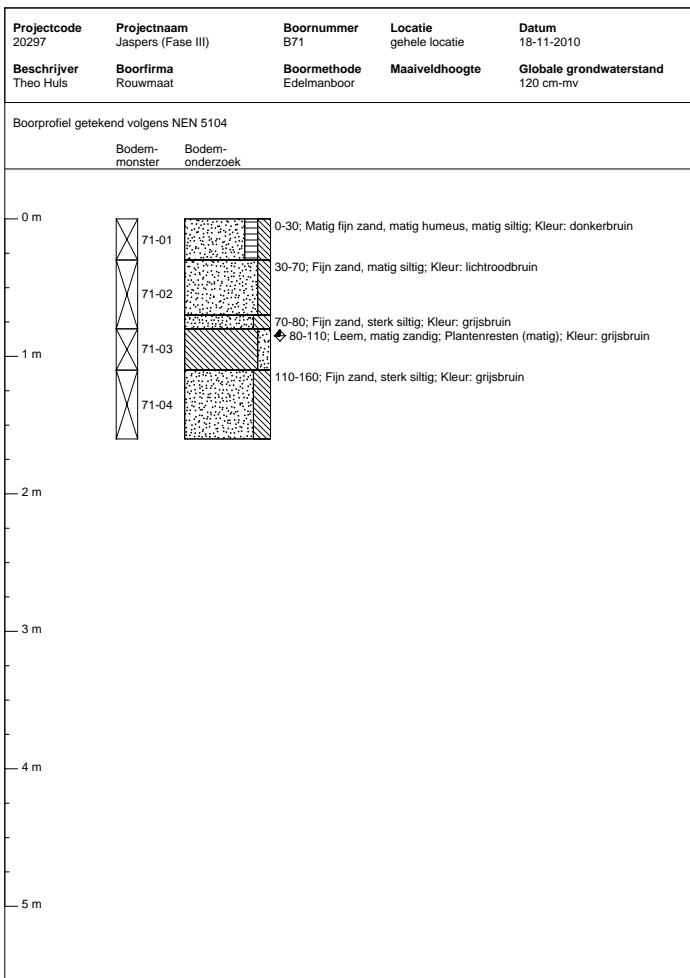 Projectcode Projectnaam Boornummer Locatie Datum
20297 Jaspers (Fase III) B71 gehele locatie 18-11-2010
Beschrijver Boorfirma Boormethode Maaiveldhoogte Globale grondwaterstand
Theo Huls Rouwmaat Edelmanboor 120 cm-mv
Boorprofiel getekend volgens NEN 5104
Bodem- Bodem-
monster onderzoek
0 m
0-30; Matig fijn zand, matig humeus, matig siltig; Kleur: donkerbruin
71-01
30-70; Fijn zand, matig siltig; Kleur: lichtroodbruin
71-02
70-80; Fijn zand, sterk siltig; Kleur: grijsbruin
80-110; Leem, matig zandig; Plantenresten (matig); Kleur: grijsbruin
1 m 71-03
110-160; Fijn zand, sterk siltig; Kleur: grijsbruin
71-04
2 m
3 m
4 m
5 m